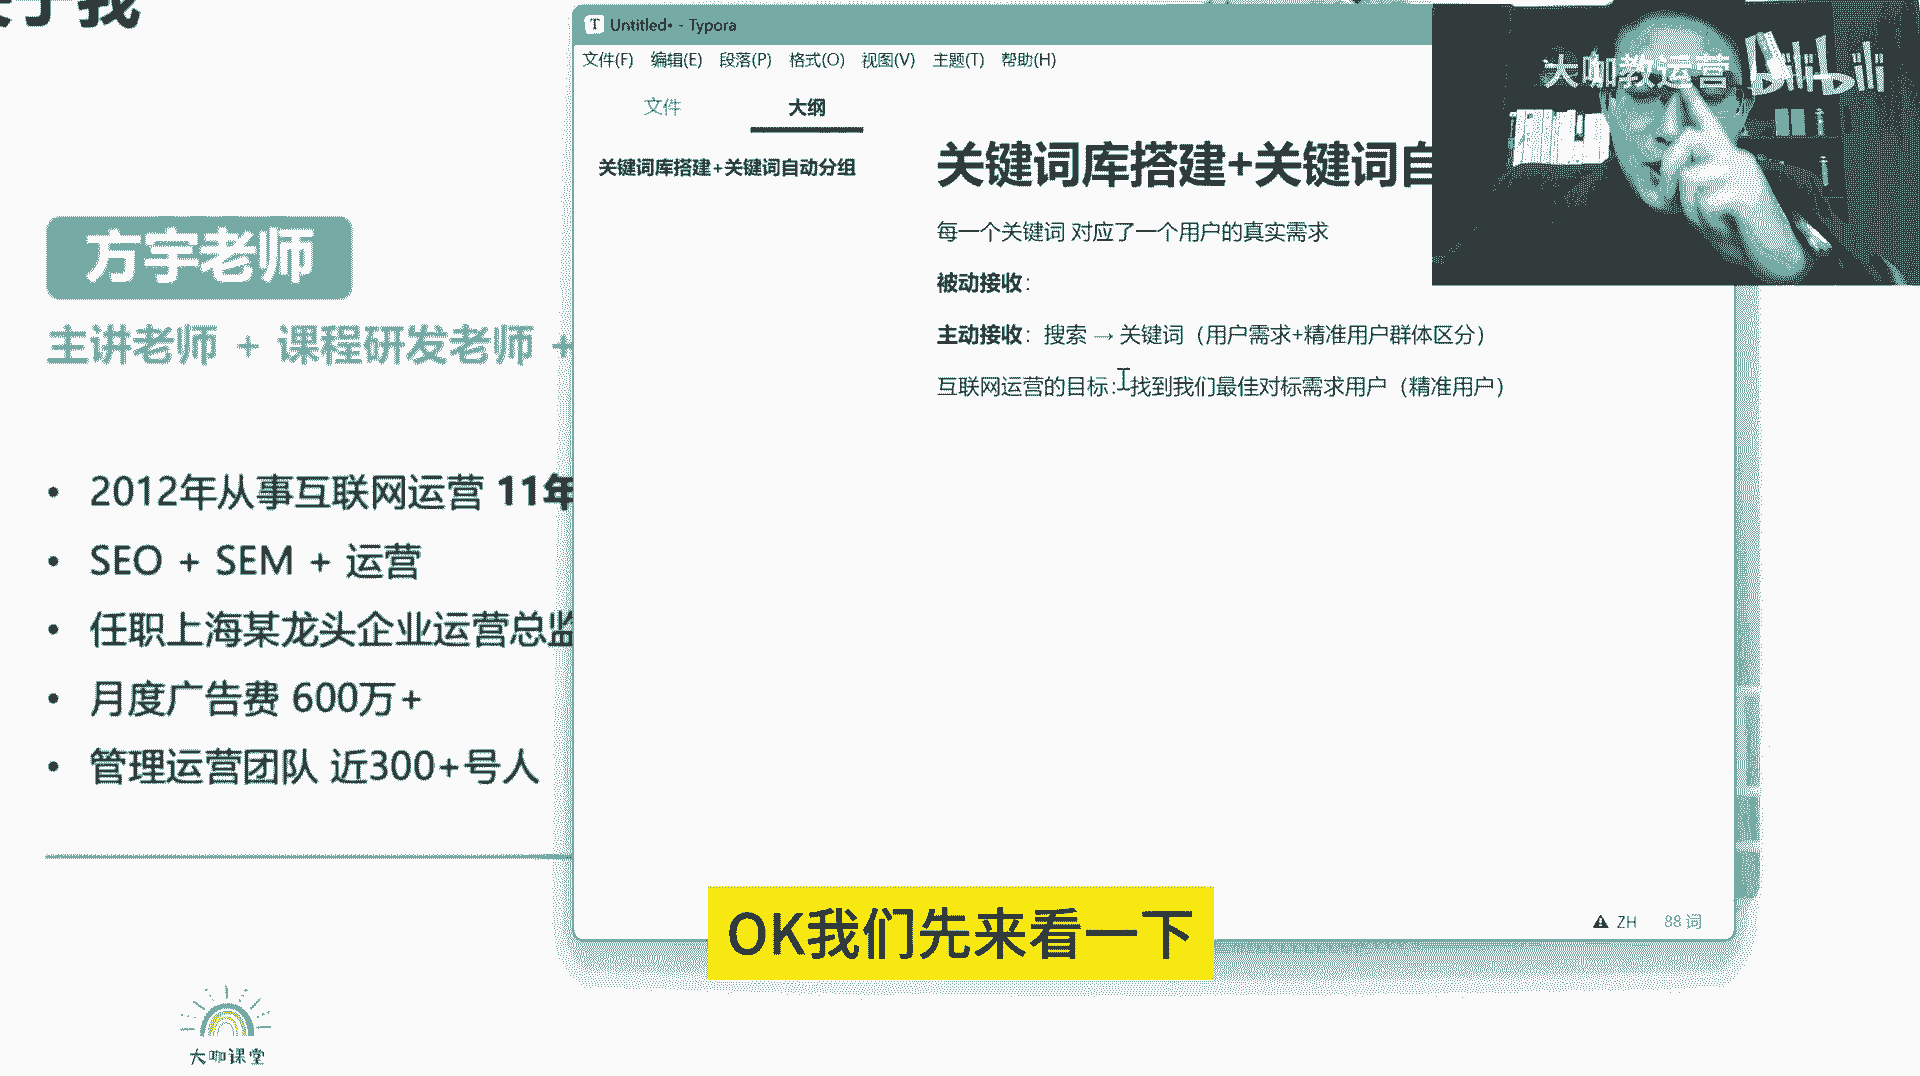 于我
方宇老师
主讲老师 + 课程研发老师 +
• 2012年从事互联网运营 11年
• SEO + SEM + 运营
• 任职上海某龙头企业运营总监
• 月度广告费 600万+
• 管理运营团队 近300+号人
大咖课堂
Untitled• - Typora
文件(F) 编辑(E) 段落(P) 格式(O) 视图(V) 主题(T) 帮助(H)
文件 大纲
关键词库搭建+关键词自动分组
关键词库搭建+关键词自
每一个关键词 对应了一个用户的真实需求
被动接收：
主动接收：搜索 → 关键词（用户需求+精准用户群体区分）
互联网运营的目标：找到我们最佳对标需求用户（精准用户）
ZH 88 词
大咖教运营 bilibili
OK我们先来看一下